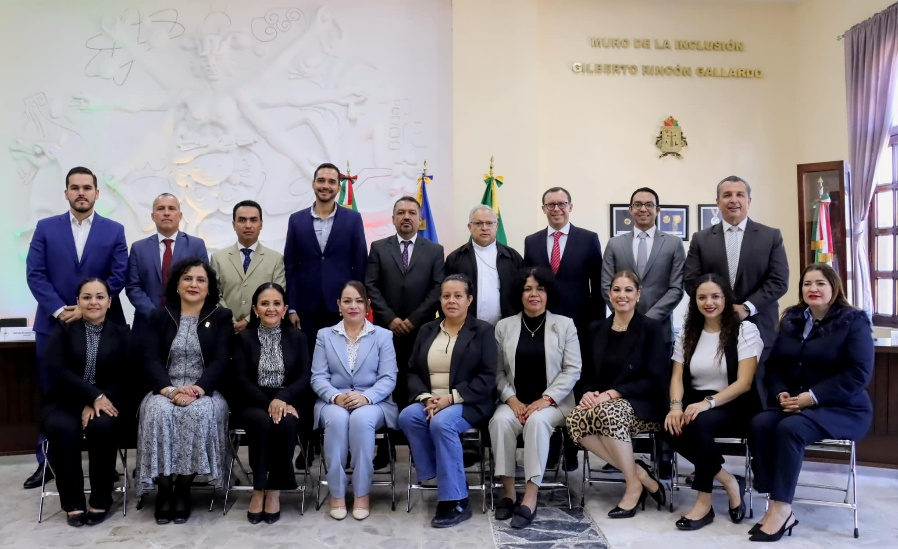 MURO DE LA INCLUSIÓN
GILBERTO RINCÓN GALLARDO